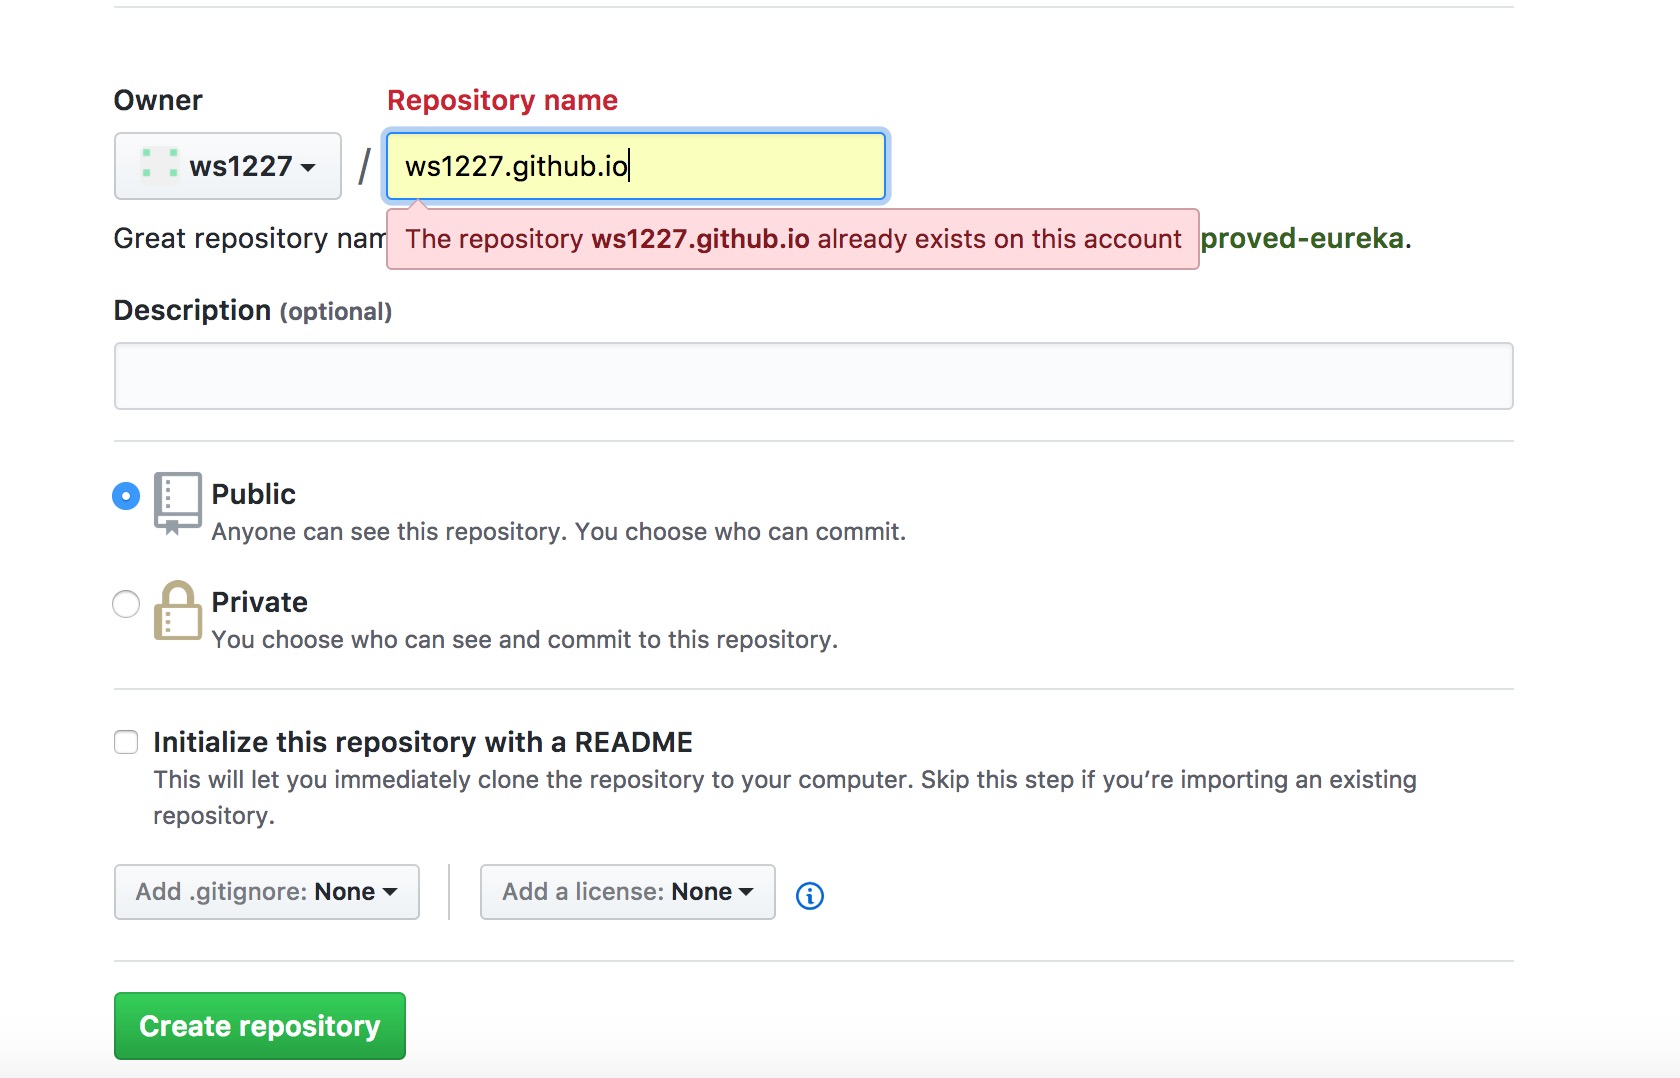 Owner
Repository name
ws1227 / ws1227.github.io
Great repository nam
The repository ws1227.github.io already exists on this account
proved-eureka.
Description (optional)
Public
Anyone can see this repository. You choose who can commit.
Private
You choose who can see and commit to this repository.
Initialize this repository with a README
This will let you immediately clone the repository to your computer. Skip this step if you’re importing an existing
repository.
Add .gitignore: None
Add a license: None
Create repository